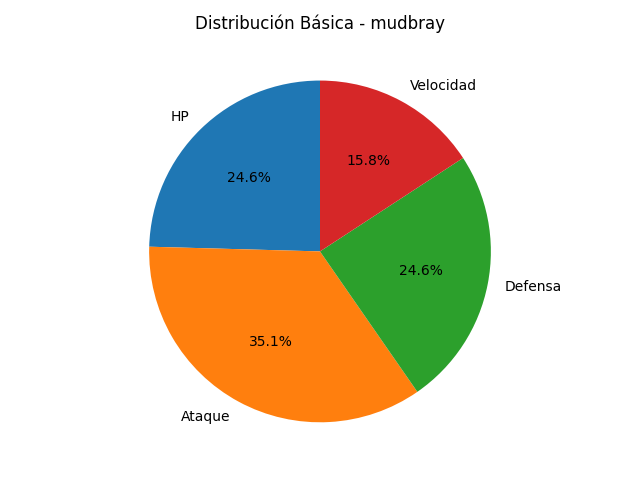 Distribución Básica - mudbray
Velocidad
HP
15.8%
24.6%
24.6%
Defensa
35.1%
Ataque